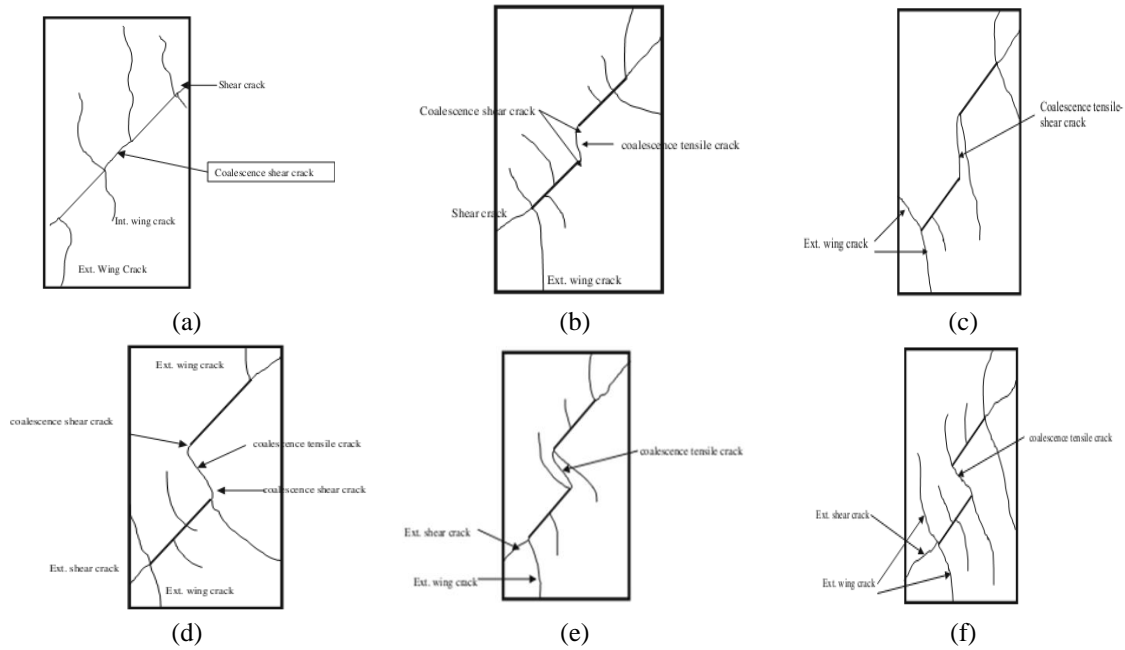 Shear crack
Coalescence shear crack
Int. wing crack
Ext. Wing Crack
(a)
Coalescence shear crack
coalescence tensile crack
Shear crack
Ext. wing crack
(b)
Coalescence tensile-
shear crack
Ext. wing crack
(c)
Ext. wing crack
coalescence shear crack
coalescence tensile crack
coalescence shear crack
Ext. shear crack
Ext. wing crack
(d)
coalescence tensile crack
Ext. shear crack
Ext. wing crack
(e)
coalescence tensile crack
Ext. shear crack
Ext. wing crack
(f)